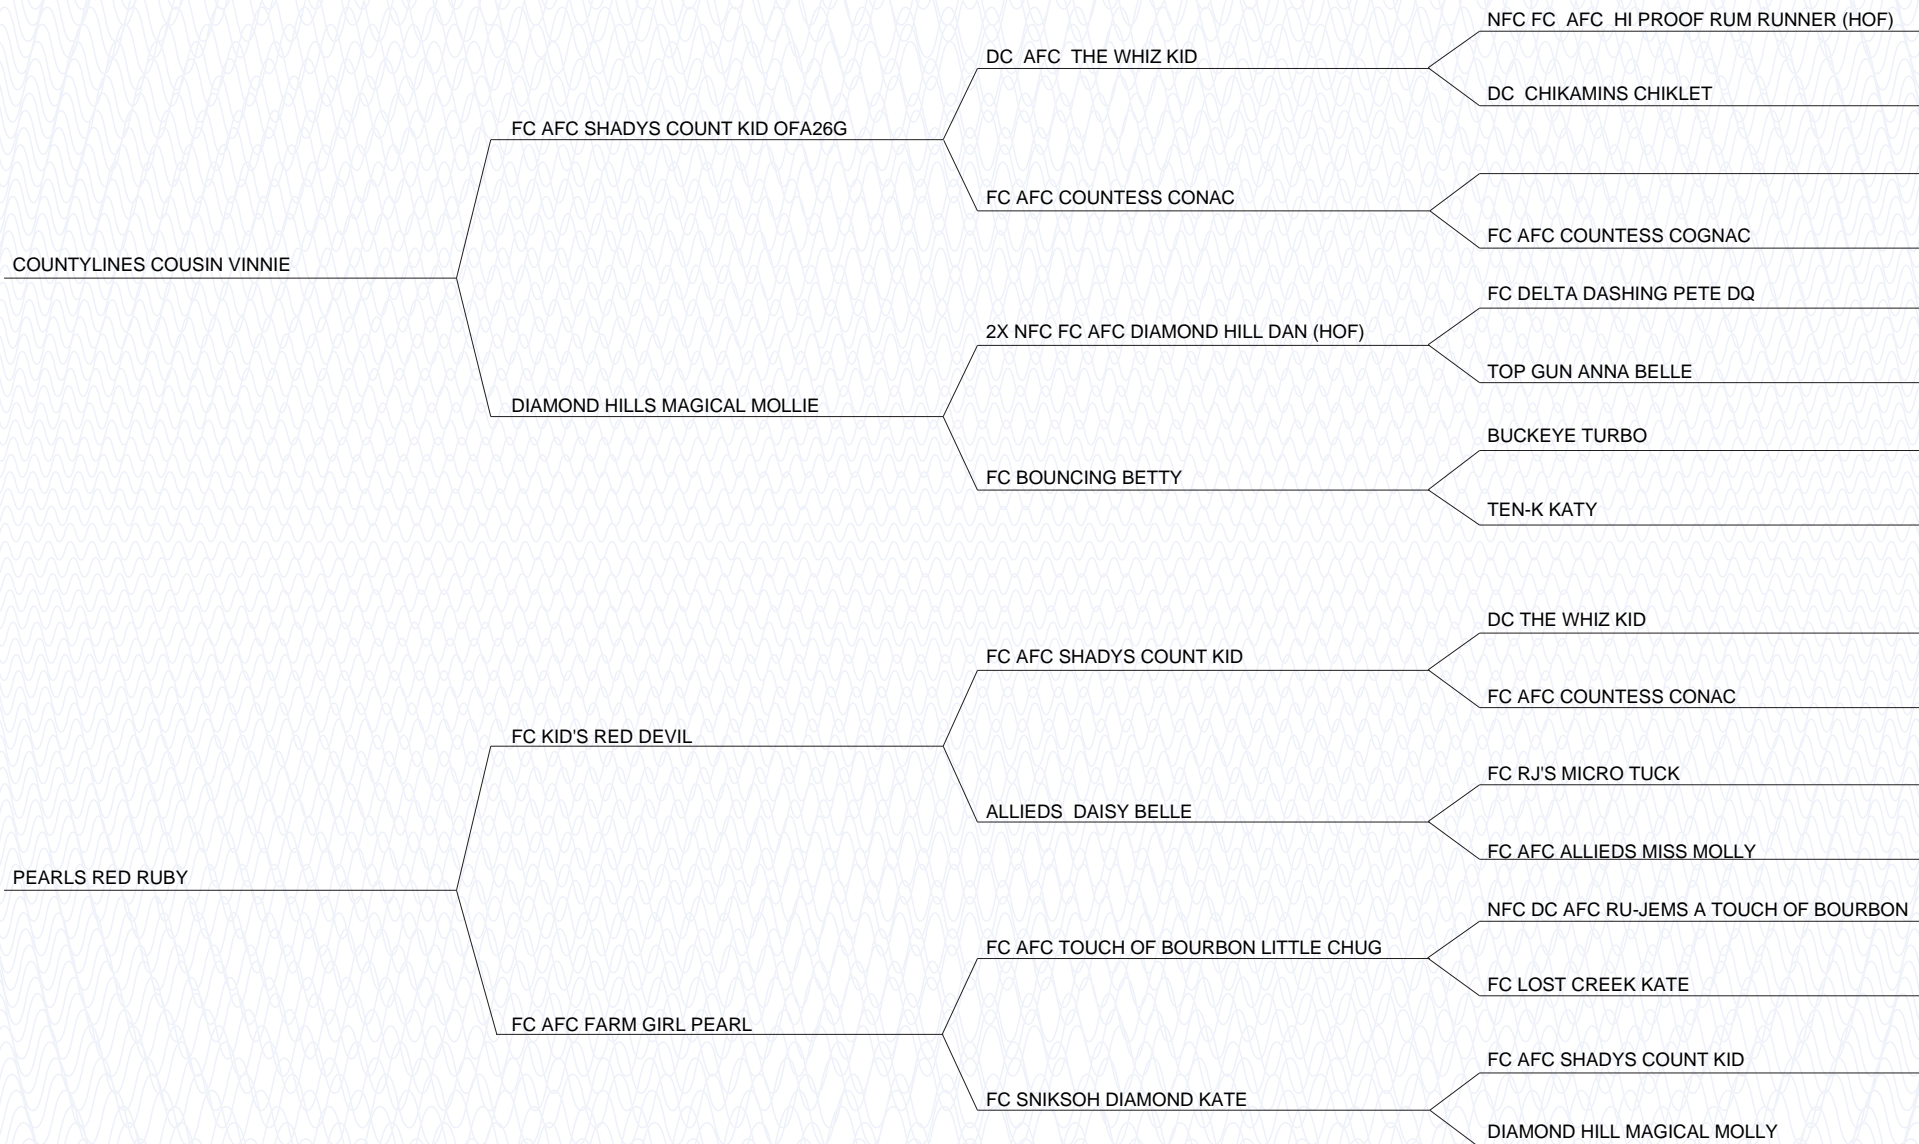 NFC FC  AFC  HI PROOF RUM RUNNER (HOF)
DC  AFC  THE WHIZ KID
DC  CHIKAMINS CHIKLET
FC AFC SHADYS COUNT KID OFA26G
FC AFC COUNTESS CONAC
FC AFC COUNTESS COGNAC
COUNTYLINES COUSIN VINNIE
FC DELTA DASHING PETE DQ
2X NFC FC AFC DIAMOND HILL DAN (HOF)
TOP GUN ANNA BELLE
DIAMOND HILLS MAGICAL MOLLIE
BUCKEYE TURBO
FC BOUNCING BETTY
TEN-K KATY
DC THE WHIZ KID
FC AFC SHADYS COUNT KID
FC AFC COUNTESS CONAC
FC KID'S RED DEVIL
FC RJ'S MICRO TUCK
ALLIEDS  DAISY BELLE
FC AFC ALLIEDS MISS MOLLY
PEARLS RED RUBY
NFC DC AFC RU-JEMS A TOUCH OF BOURBON
FC AFC TOUCH OF BOURBON LITTLE CHUG
FC LOST CREEK KATE
FC AFC FARM GIRL PEARL
FC AFC SHADYS COUNT KID
FC SNIKSOH DIAMOND KATE
DIAMOND HILL MAGICAL MOLLY